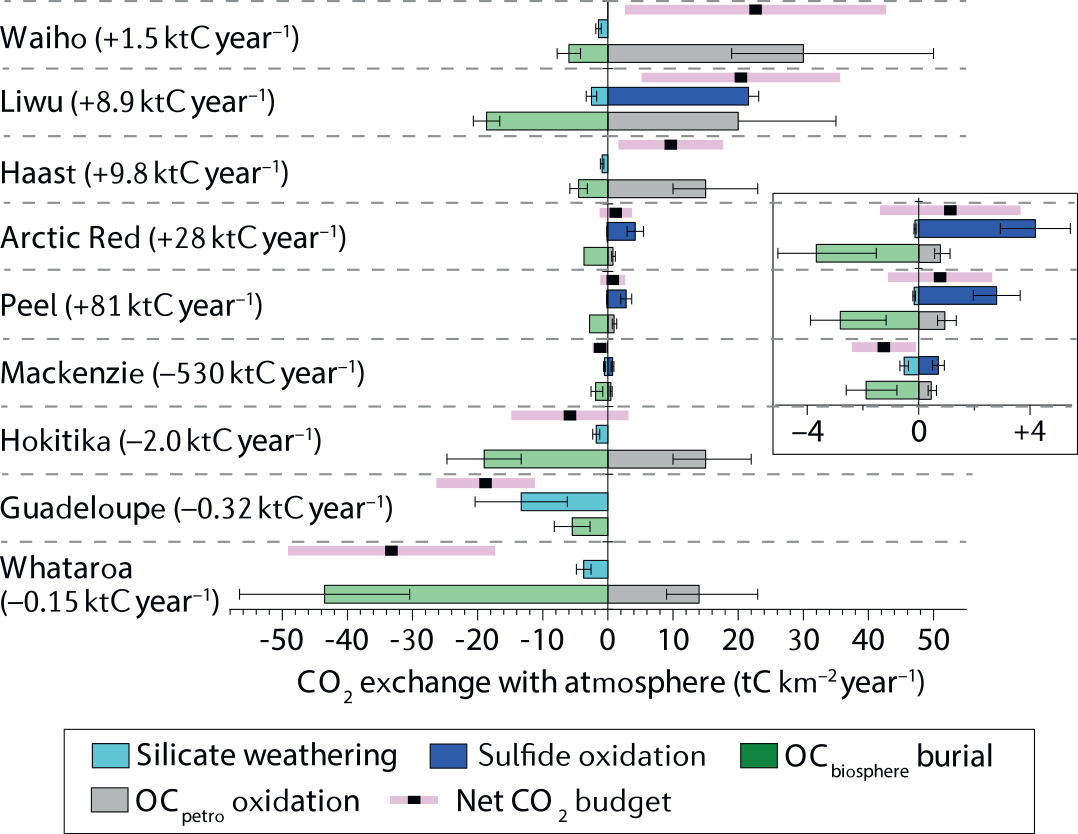 Waiho (+1.5 ktC year⁻¹)
Liwu (+8.9 ktC year⁻¹)
Haast (+9.8 ktC year⁻¹)
Arctic Red (+28 ktC year⁻¹)
Peel (+81 ktC year⁻¹)
Mackenzie (−530 ktC year⁻¹)
Hokitika (−2.0 ktC year⁻¹)
Guadeloupe (−0.32 ktC year⁻¹)
Whataroa
(−0.15 ktC year⁻¹)
−4 0 +4
-50 -40 -30 -20 -10 0 10 20 30 40 50
CO₂ exchange with atmosphere (tC km⁻² year⁻¹)
Silicate weathering Sulfide oxidation OC biosphere burial
OC petro oxidation Net CO₂ budget